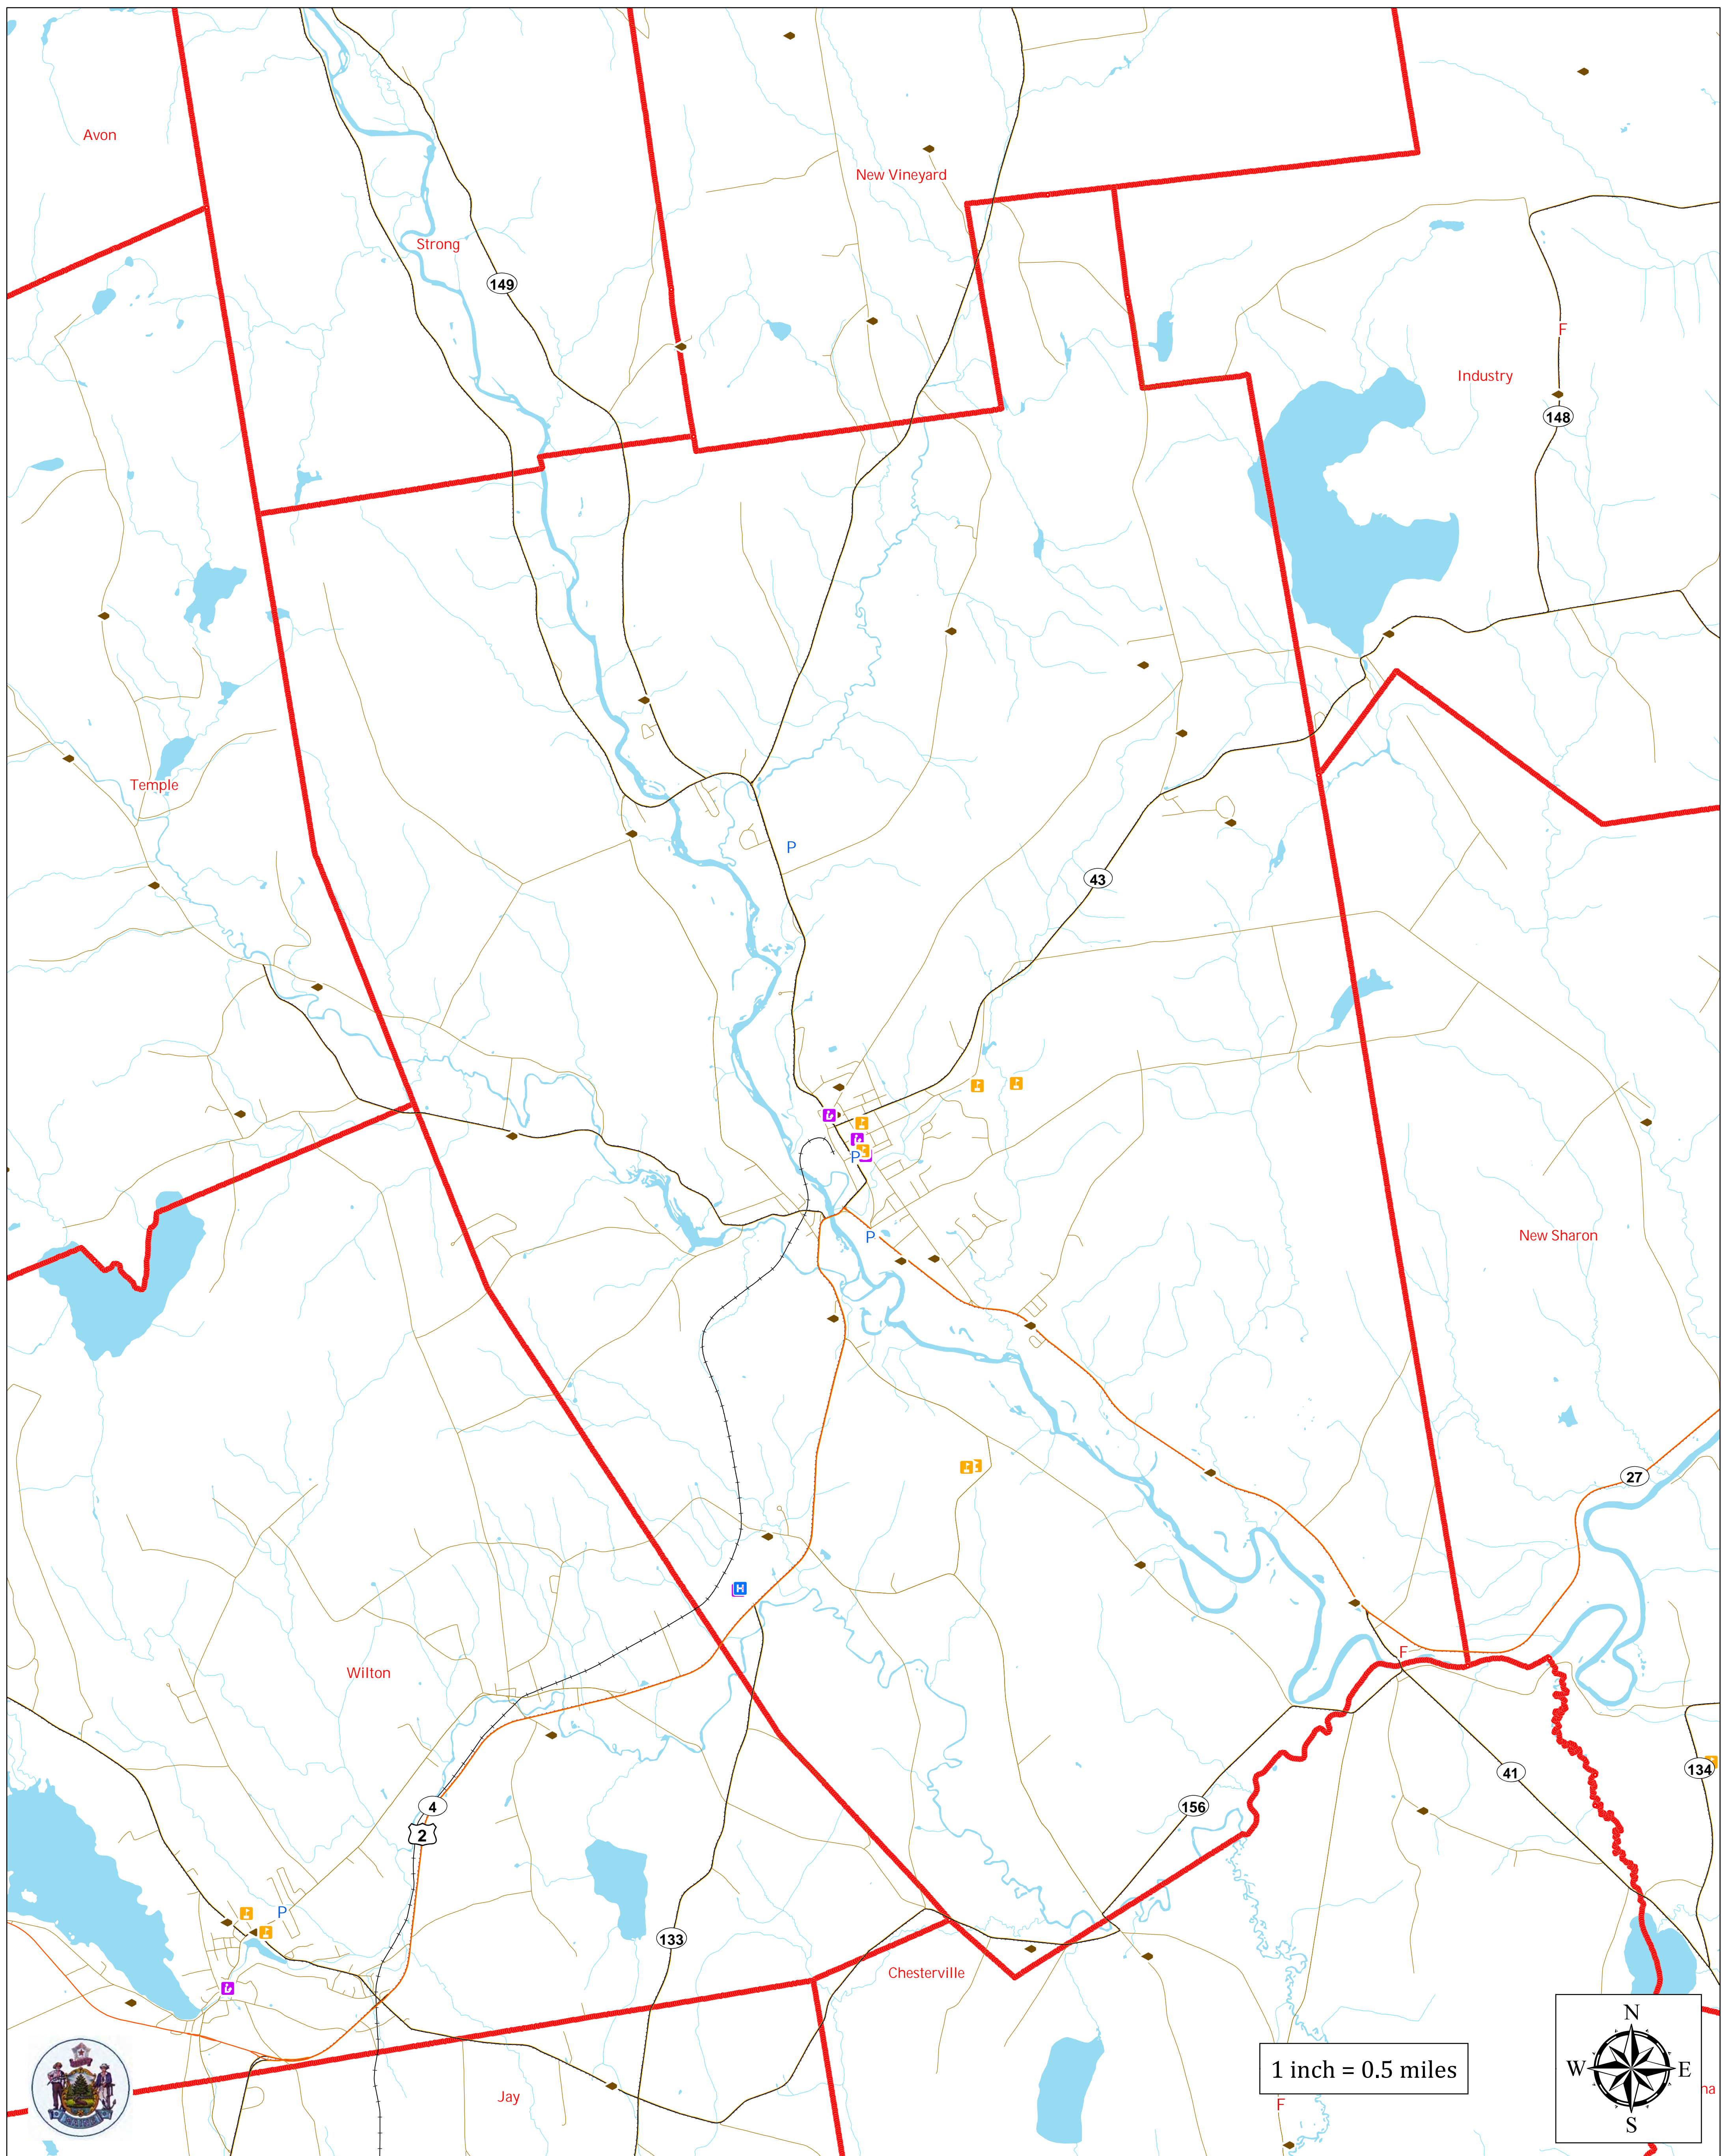 Avon
New Vineyard
Strong
149
F
Industry
148
Temple
P
43
P
P
New Sharon
27
H
F
Wilton
134
41
4
156
2
P
133
Chesterville
N
W E
S
1 inch = 0.5 miles
Jay
F
na